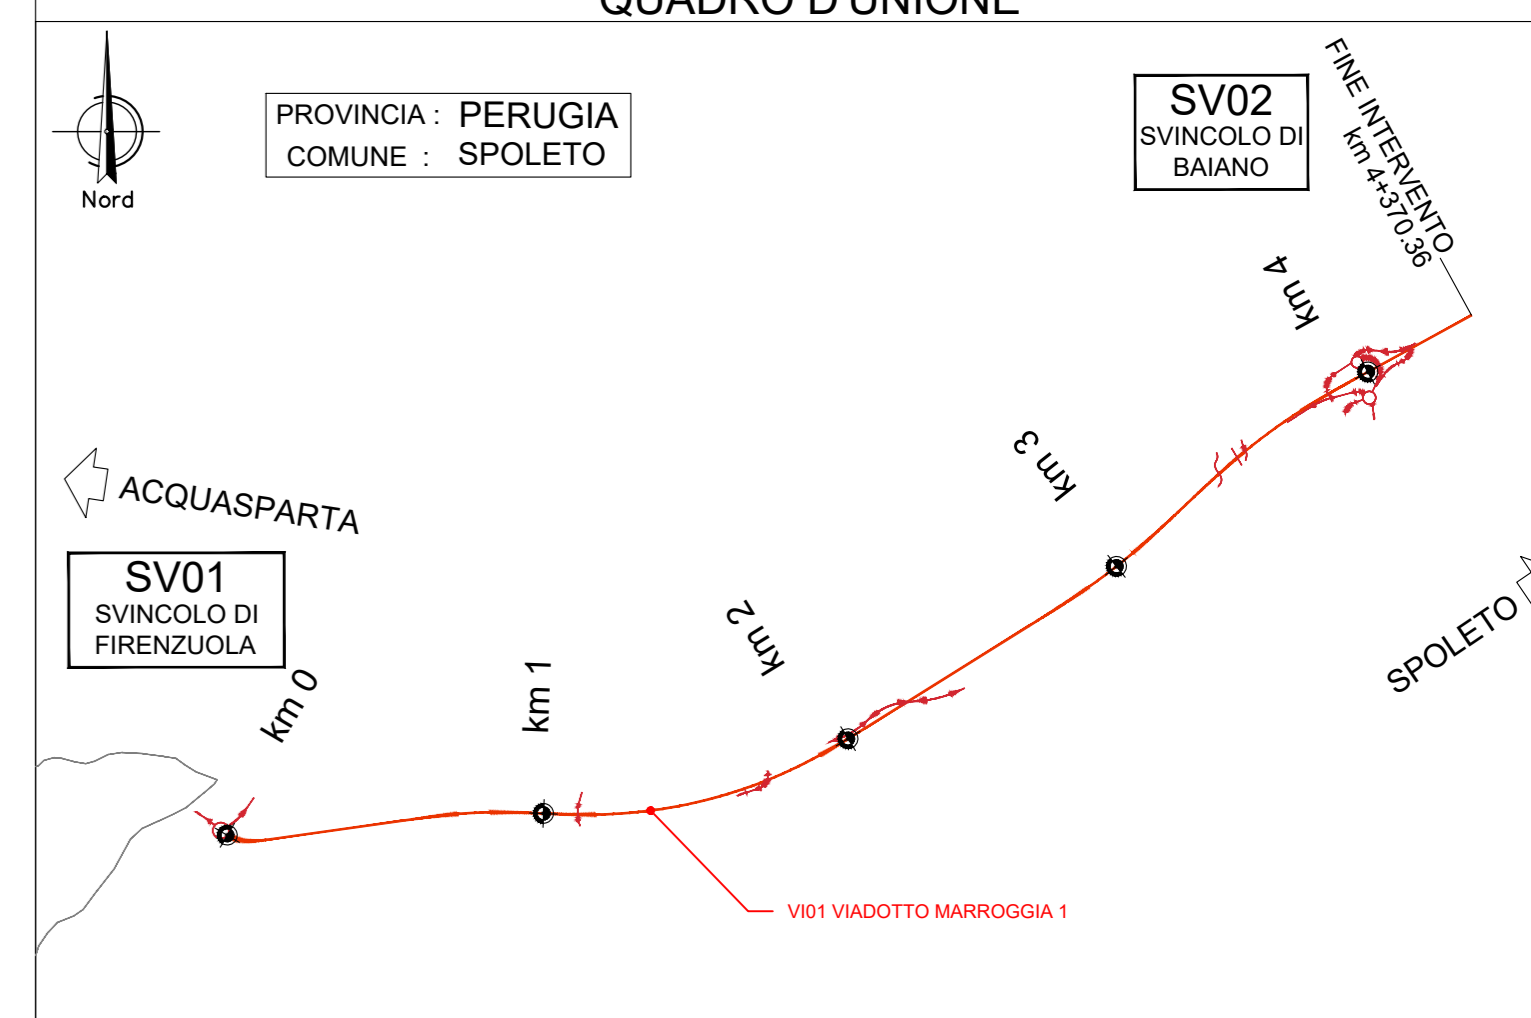 QUADRO D'UNIONE
Nord
PROVINCIA : PERUGIA
COMUNE : SPOLETO
SV02
SVINCOLO DI
BAIANO
FINE INTERVENTO
km 4+370.36
km 4
km 3
ACQUASPARTA
SV01
SVINCOLO DI
FIRENZUOLA
km 0
km 1
km 2
SPOLETO
VI01 VIADOTTO MARROGGIA 1